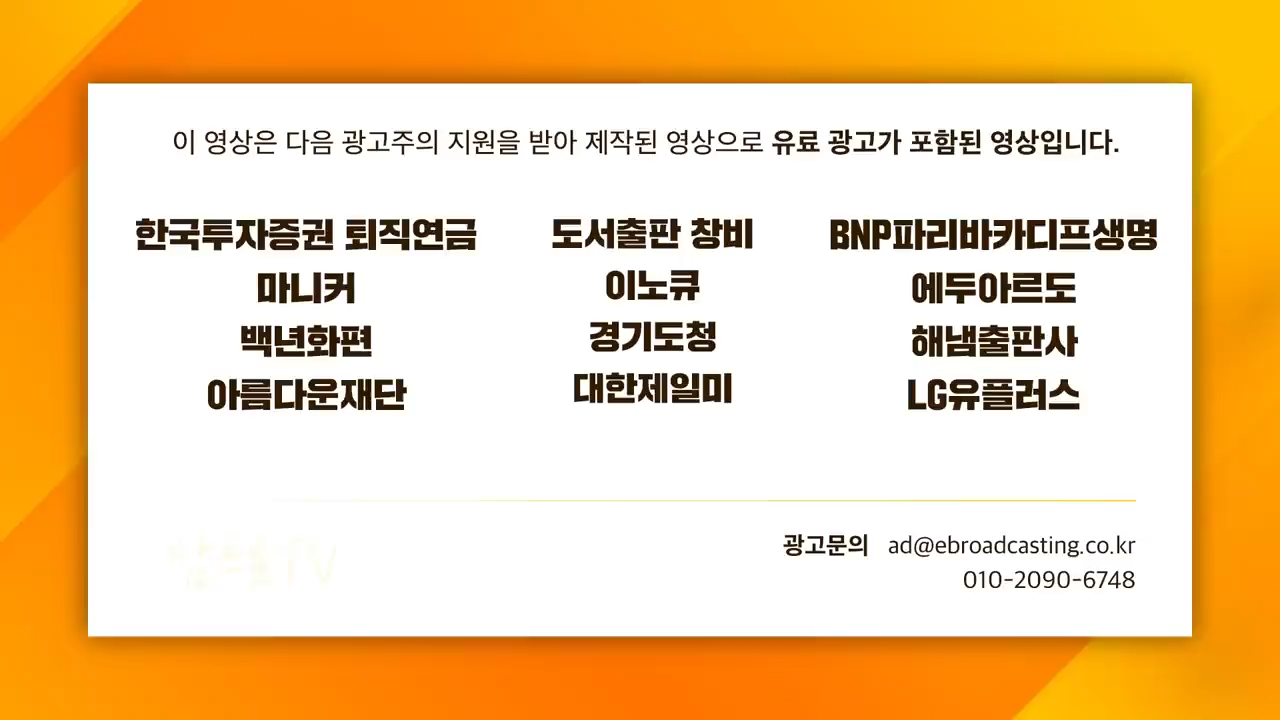 이 영상은 다음 광고주의 지원을 받아 제작된 영상으로 유료 광고가 포함된 영상입니다.
한국투자증권 퇴직연금
마니커
백년화편
아름다운재단
도서출판 창비
이노큐
경기도청
대한제일미
BNP파리바카디프생명
에두아르도
해냄출판사
LG유플러스
광고문의 ad@ebroadcasting.co.kr
010-2090-6748